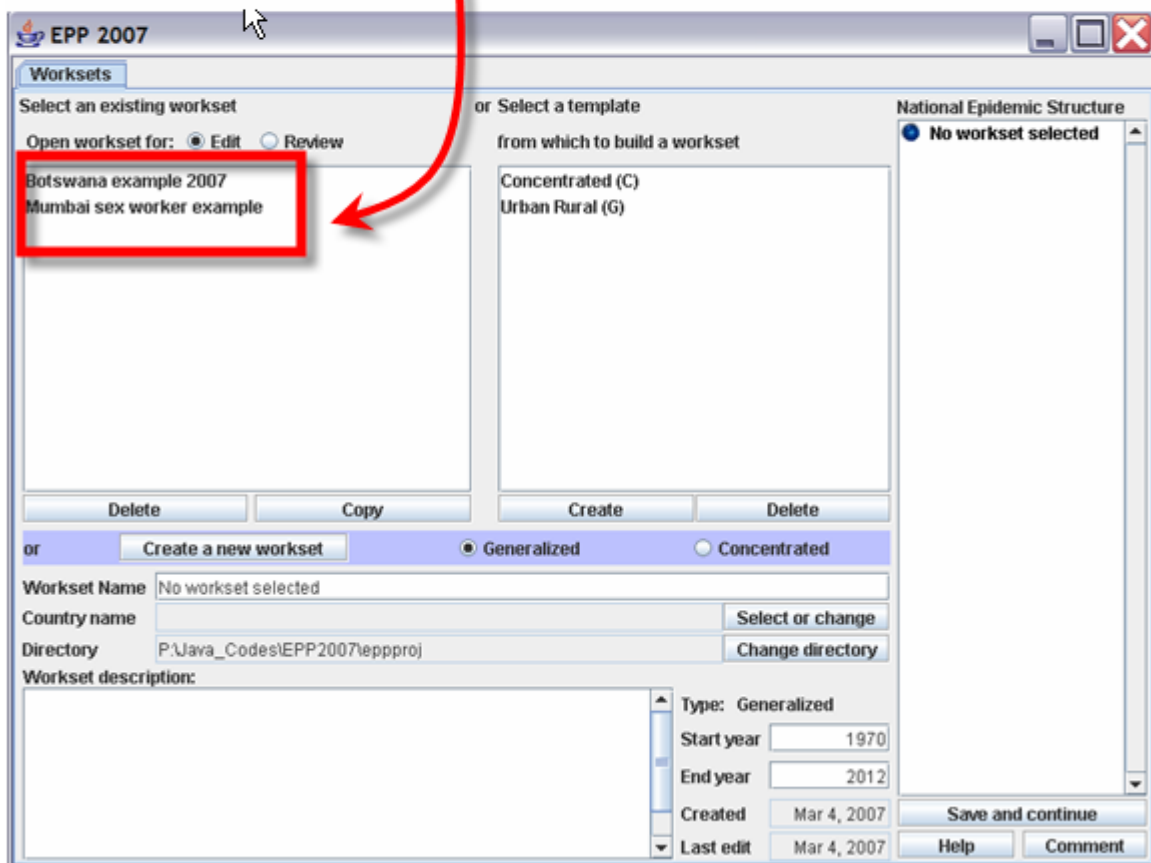 EPP 2007
Worksets
Select an existing workset
or Select a template
National Epidemic Structure
Open workset for: Edit Review
from which to build a workset
No workset selected
Botswana example 2007
Mumbai sex worker example
Concentrated (C)
Urban Rural (G)
Delete
Copy
Create
Delete
or
Create a new workset
Generalized
Concentrated
Workset Name No workset selected
Country name
Select or change
Directory P:\Java_Codes\EPP2007\eppproj
Change directory
Workset description:
Type: Generalized
Start year 1970
End year 2012
Created Mar 4, 2007
Last edit Mar 4, 2007
Save and continue
Help
Comment